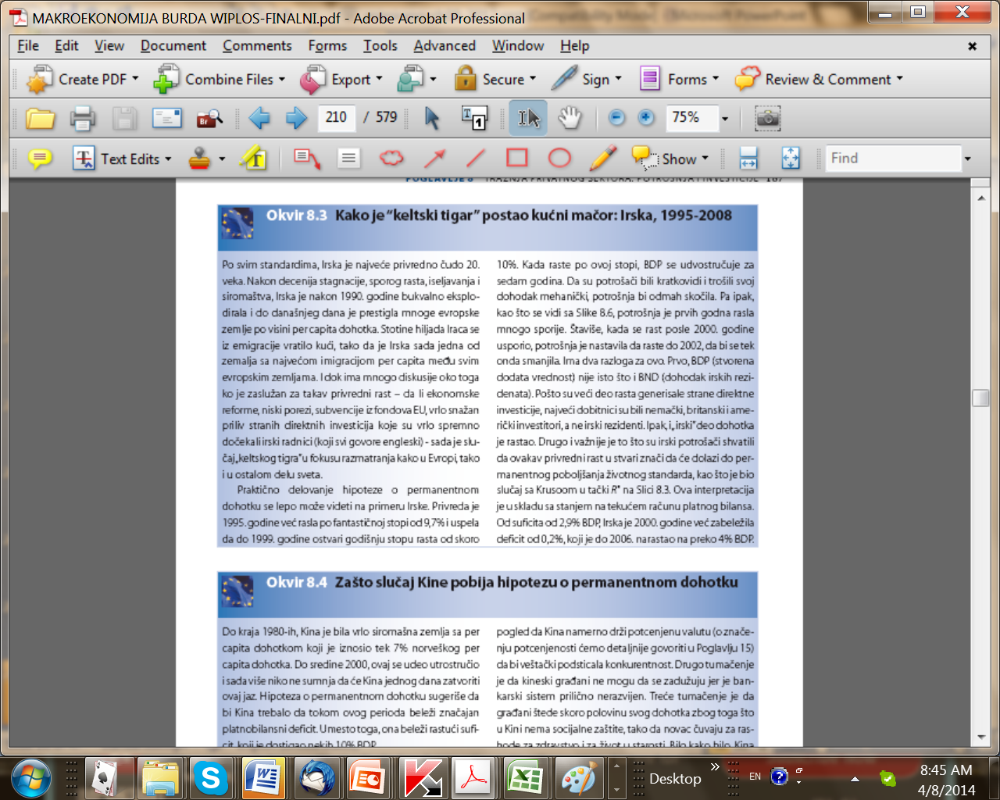 MAKROEKONOMIJA BURDA WIPLOS-FINALNI.pdf - Adobe Acrobat Professional
File Edit View Document Comments Forms Tools Advanced Window Help
Create PDF Combine Files Export Secure Sign Forms Review & Comment
210 / 579 75%
Text Edits Show Find
POGLAVLJE 8 TRAŽNJA PRIVATNOG SEKTORA: POTROŠNJA I INVESTICIJE 187
Okvir 8.3 Kako je “keltski tigar” postao kućni mačor: Irska, 1995-2008
Po svim standardima, Irska je najveće privredno čudo 20.
veka. Nakon decenija stagnacije, sporog rasta, iseljavanja i
siromaštva, Irska je nakon 1990. godine bukvalno eksplo-
dirala i do današnjeg dana je prestigla mnoge evropske
zemlje po visini per capita dohotka. Stotine hiljada Iraca se
iz emigracije vratilo kući, tako da je Irska sada jedna od
zemalja sa najvećom imigracijom per capita među svim
evropskim zemljama. I dok ima mnogo diskusije oko toga
ko je zaslužan za takav privredni rast – da li ekonomske
reforme, niski porezi, subvencije iz fondova EU, vrlo snažan
priliv stranih direktnih investicija koje su vrlo spremno
dočekali irski radnici (koji svi govore engleski) - sada je slu-
čaj „keltskog tigra“ u fokusu razmatranja kako u Evropi, tako
i u ostalom delu sveta.
Praktično delovanje hipoteze o permanentnom
dohotku se lepo može videti na primeru Irske. Privreda je
1995. godine već rasla po fantastičnoj stopi od 9,7% i uspela
da do 1999. godine ostvari godišnju stopu rasta od skoro
10%. Kada raste po ovoj stopi, BDP se udvostručuje za
sedam godina. Da su potrošači bili kratkovidi i trošili svoj
dohodak mehanički, potrošnja bi odmah skočila. Pa ipak,
kao što se vidi sa Slike 8.6, potrošnja je prvih godna rasla
mnogo sporije. Štaviše, kada se rast posle 2000. godine
usporio, potrošnja je nastavila da raste do 2002, da bi se tek
onda smanjila. Ima dva razloga za ovo. Prvo, BDP (stvorena
dodata vrednost) nije isto što i BND (dohodak irskih rezi-
denata). Pošto su veći deo rasta generisale strane direktne
investicije, najveći dobitnici su bili nemački, britanski i ame-
rički investitori, a ne irski rezidenti. Ipak, i „irski“ deo dohotka
je rastao. Drugo i važnije je to što su irski potrošači shvatili
da ovakav privredni rast u stvari znači da će dolazi do per-
manentnog poboljšanja životnog standarda, kao što je bio
slučaj sa Krusoom u tački R* na Slici 8.3. Ova interpretacija
je u skladu sa stanjem na tekućem računu platnog bilansa.
Od suficita od 2,9% BDP, Irska je 2000. godine već zabeležila
deficit od 0,2%, koji je do 2006. narastao na preko 4% BDP.
Okvir 8.4 Zašto slučaj Kine pobija hipotezu o permanentnom dohotku
Do kraja 1980-ih, Kina je bila vrlo siromašna zemlja sa per
capita dohotkom koji je iznosio tek 7% norveškog per
capita dohotka. Do sredine 2000, ovaj se udeo utrostručio
i sada više niko ne sumnja da će Kina jednog dana zatvoriti
ovaj jaz. Hipoteza o permanentnom dohotku sugeriše da
bi Kina trebalo da tokom ovog perioda beleži značajan
platnobilansni deficit. Umesto toga, ona beleži rastući sufi-
cit, koji je dostigao nekih 10% BDP.
pogled da Kina namerno drži potcenjenu valutu (o znače-
nju potcenjenosti ćemo detaljnije govoriti u Poglavlju 15)
da bi veštački podsticala konkurentnost. Drugo tumačenje
je da kineski građani ne mogu da se zadužuju jer je ban-
karski sistem prilično nerazvijen. Treće tumačenje je da
građani štede skoro polovinu svog dohotka zbog toga što
u Kini nema socijalne zaštite, tako da novac čuvaju za ras-
hode za zdravstvo i za život u starosti. Bilo kako bilo, Kina
Desktop EN 8:45 AM
4/8/2014